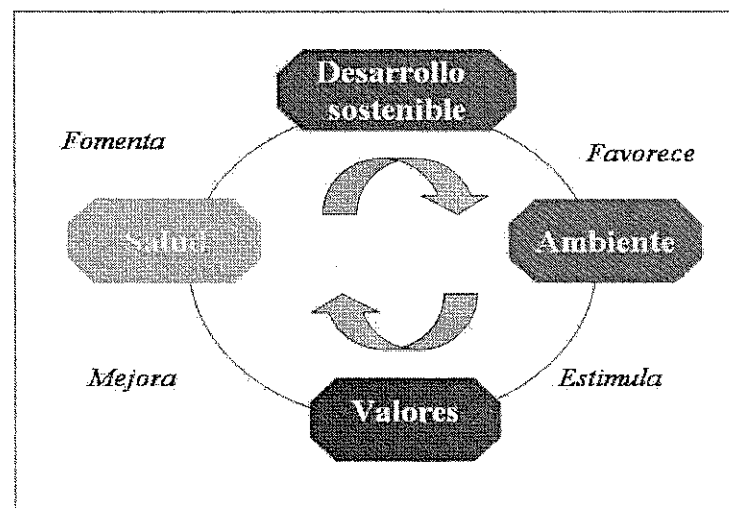 Desarrollo
sostenible
Fomenta
Favorece
Salud
Ambiente
Mejora
Estimula
Valores